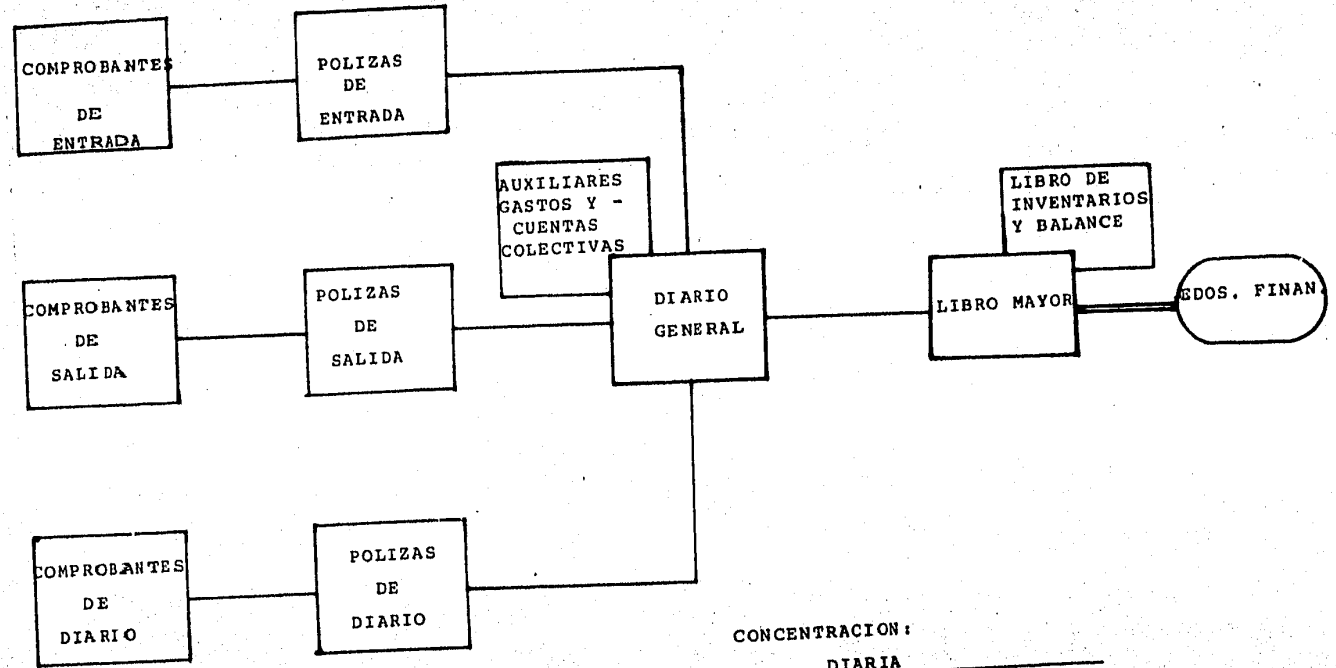 COMPROBANTES
DE
ENTRADA
POLIZAS
DE
ENTRADA
AUXILIARES
GASTOS Y -
CUENTAS
COLECTIVAS
LIBRO DE
INVENTARIOS
Y BALANCE
COMPROBANTES
DE
SALIDA
POLIZAS
DE
SALIDA
DIARIO
GENERAL
LIBRO MAYOR
EDOS. FINAN.
COMPROBANTES
DE
DIARIO
POLIZAS
DE
DIARIO
CONCENTRACION:
DIARIA